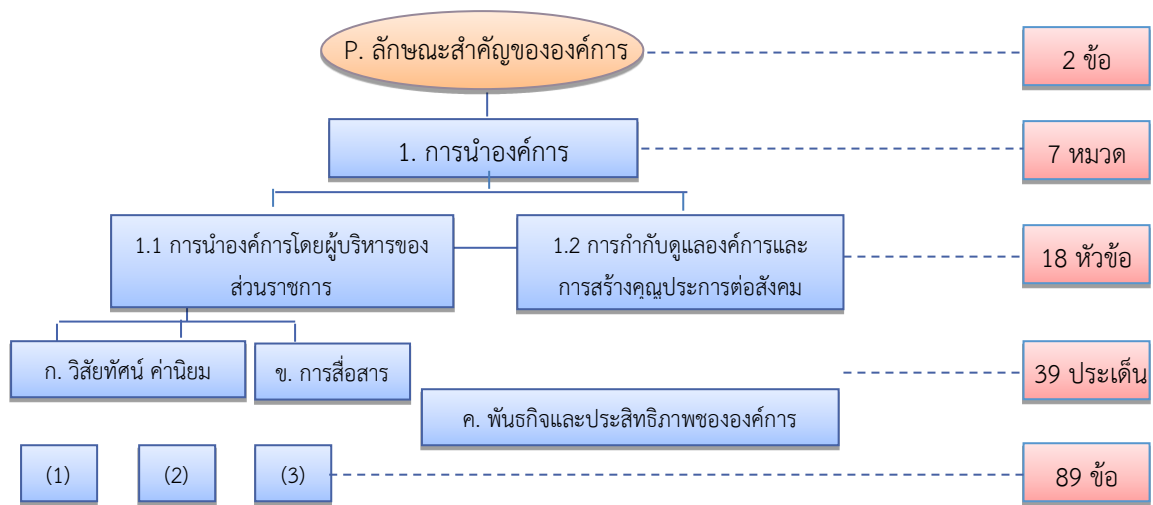 P. ลักษณะสำคัญขององค์การ
2 ข้อ
1. การนำองค์การ
7 หมวด
1.1 การนำองค์การโดยผู้บริหารของ
ส่วนราชการ
1.2 การกำกับดูแลองค์การและ
การสร้างคุณประการต่อสังคม
18 หัวข้อ
ก. วิสัยทัศน์ ค่านิยม
ข. การสื่อสาร
39 ประเด็น
ค. พันธกิจและประสิทธิภาพชององค์การ
(1)
(2)
(3)
89 ข้อ